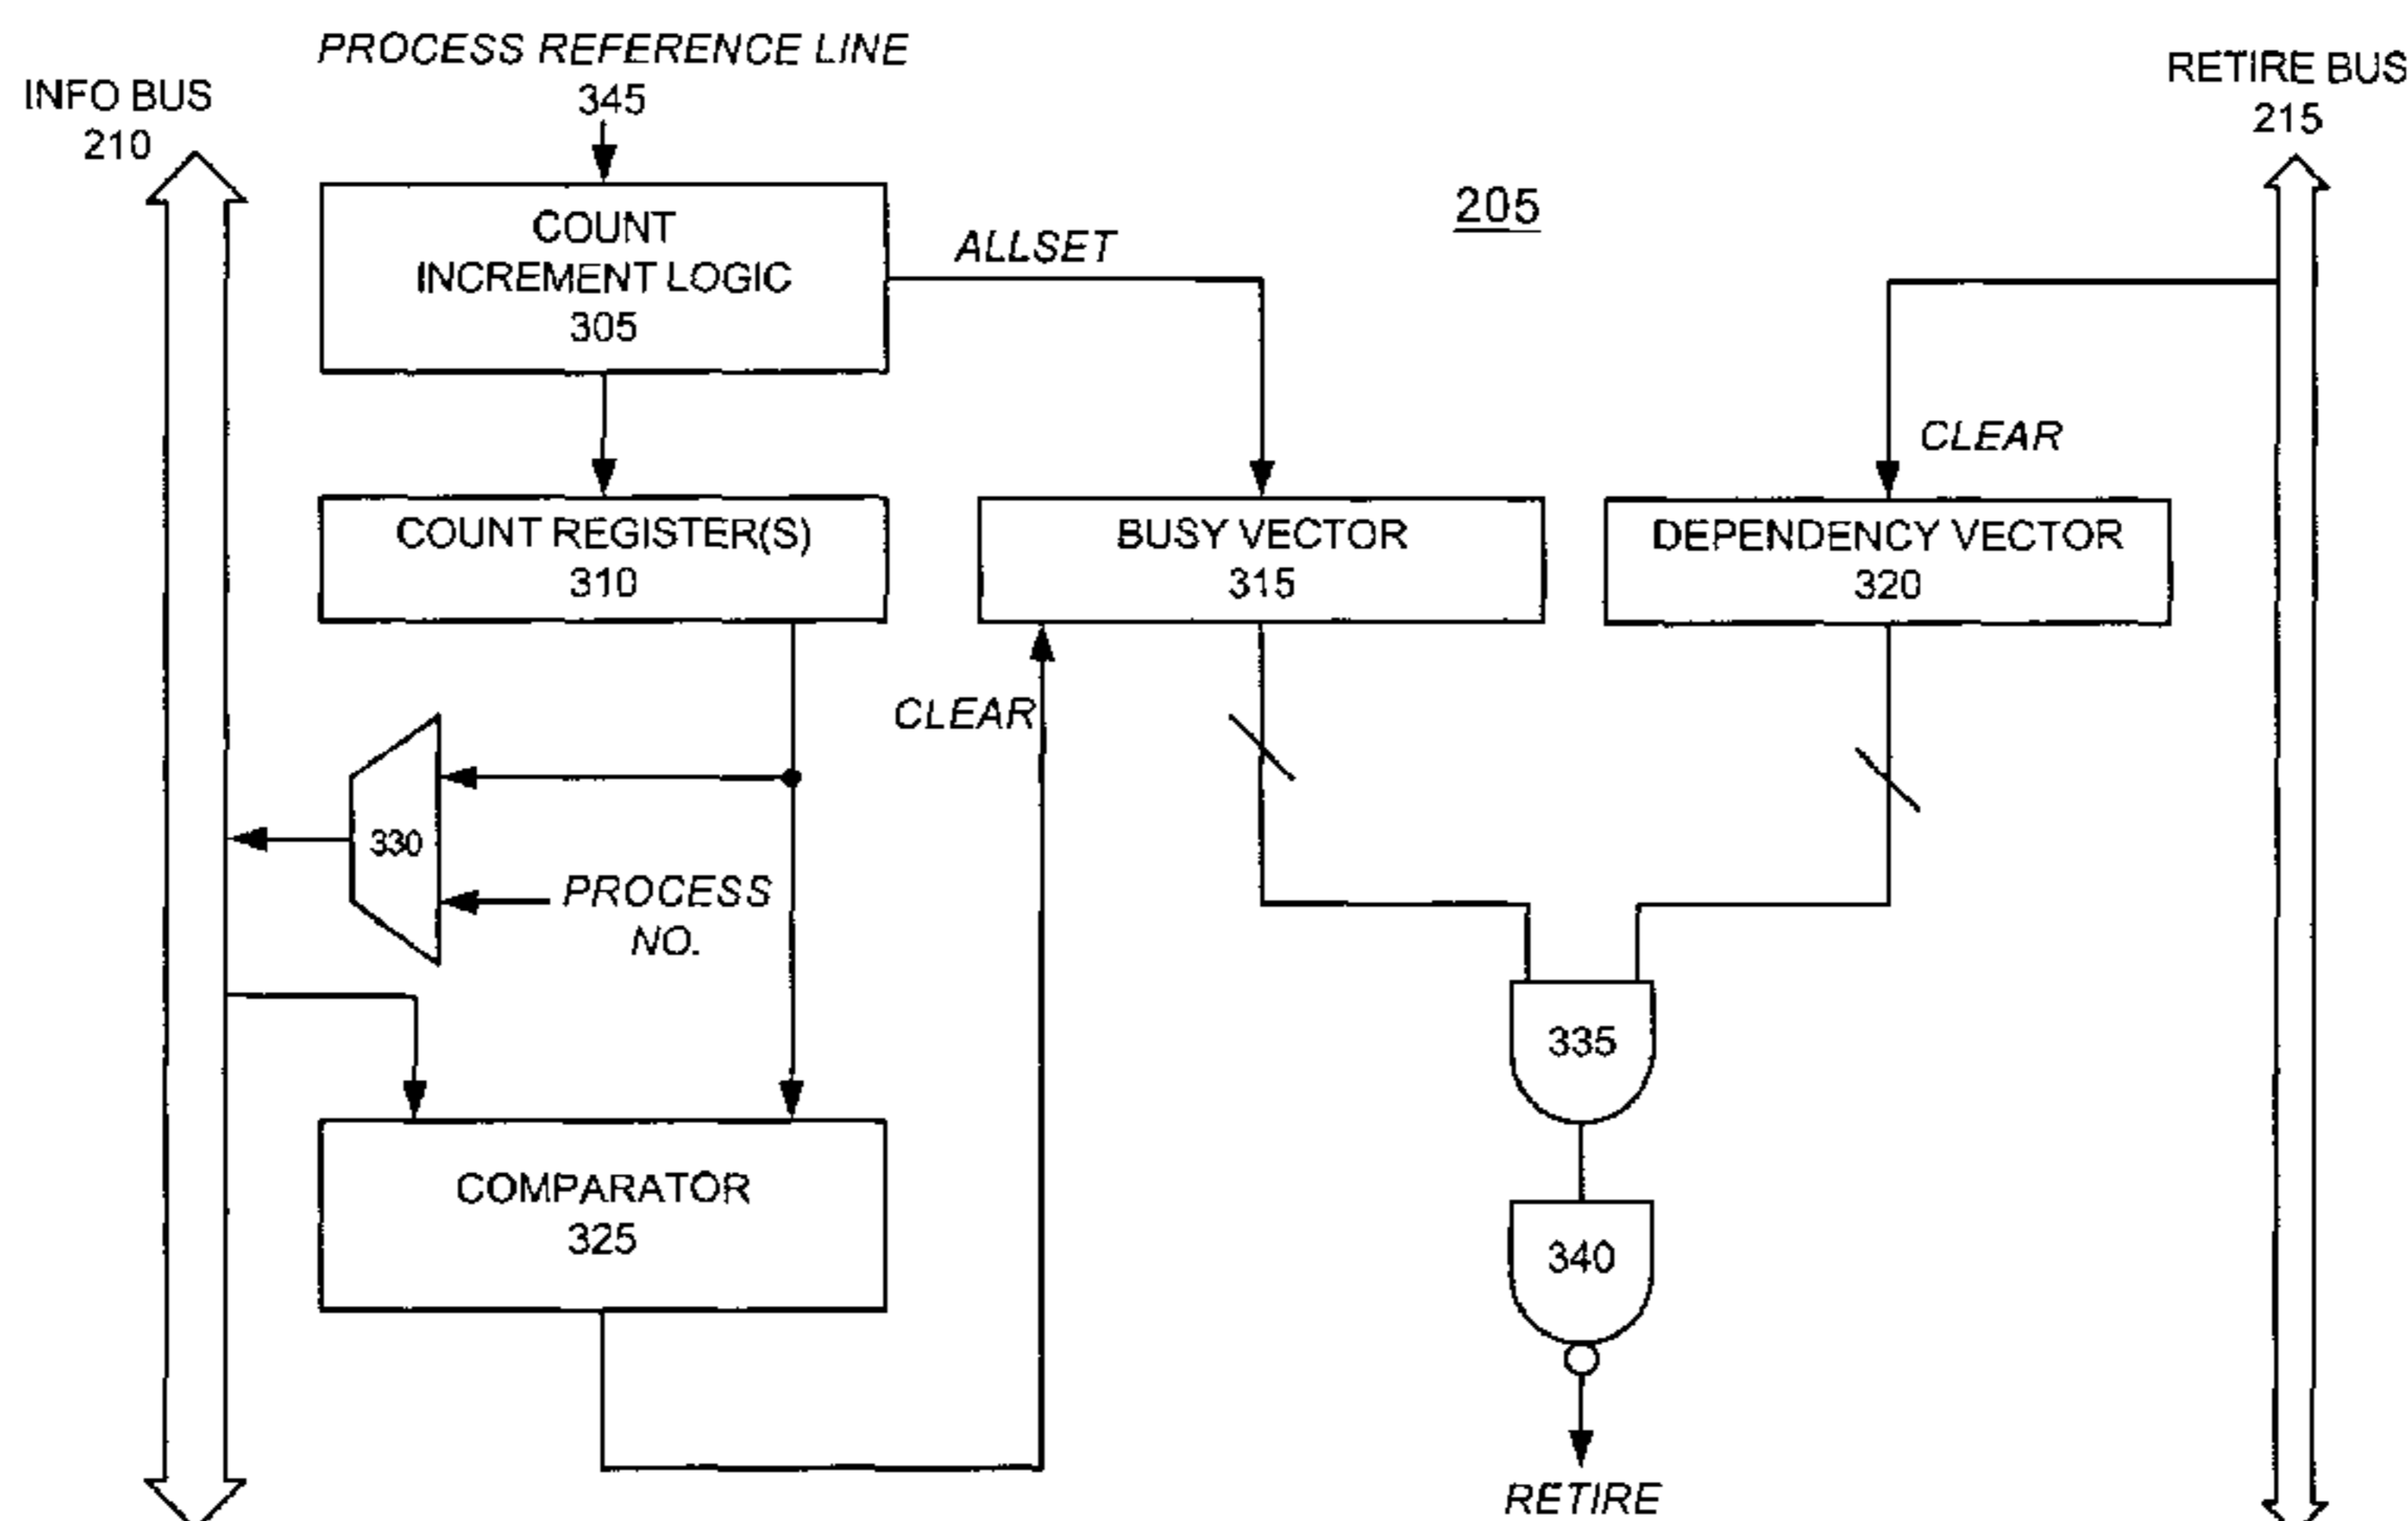 PROCESS REFERENCE LINE
345
INFO BUS
210
RETIRE BUS
215
205
COUNT
INCREMENT LOGIC
305
ALLSET
CLEAR
COUNT REGISTER(S)
310
BUSY VECTOR
315
DEPENDENCY VECTOR
320
CLEAR
330
PROCESS
NO.
335
COMPARATOR
325
340
RETIRE